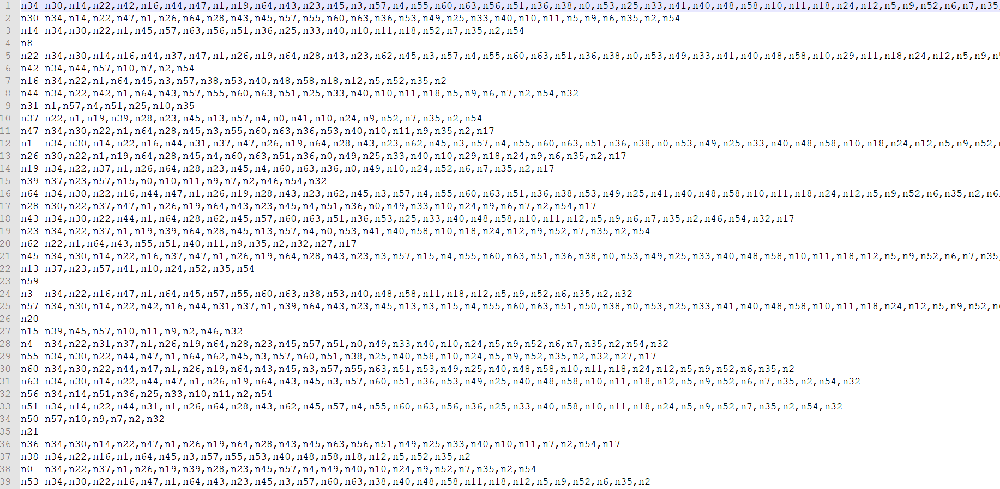 1 n34 n30,n14,n22,n42,n16,n44,n47,n1,n19,n64,n43,n23,n45,n3,n57,n4,n55,n60,n63,n56,n51,n36,n38,n0,n53,n25,n33,n41,n40,n48,n58,n10,n11,n18,n24,n12,n5,n9,n52,n6,n7,n35,
2 n30 n34,n14,n22,n47,n1,n26,n64,n28,n43,n45,n57,n55,n60,n63,n36,n53,n49,n25,n33,n40,n10,n11,n5,n9,n6,n35,n2,n54
3 n14 n34,n30,n22,n1,n45,n57,n63,n56,n51,n36,n25,n33,n40,n10,n11,n18,n52,n7,n35,n2,n54
4 n8
5 n22 n34,n30,n14,n16,n44,n37,n47,n1,n26,n19,n64,n28,n43,n23,n62,n45,n3,n57,n4,n55,n60,n63,n51,n36,n38,n0,n53,n49,n33,n41,n40,n48,n58,n10,n29,n11,n18,n24,n12,n5,n9,
6 n42 n34,n44,n57,n10,n7,n2,n54
7 n16 n34,n22,n1,n64,n45,n3,n57,n38,n53,n40,n48,n58,n18,n12,n5,n52,n35,n2
8 n44 n34,n22,n42,n1,n64,n43,n57,n55,n60,n63,n51,n25,n33,n40,n10,n11,n18,n5,n9,n6,n7,n2,n54,n32
9 n31 n1,n57,n4,n51,n25,n10,n35
10 n37 n22,n1,n19,n39,n28,n23,n45,n13,n57,n4,n0,n41,n10,n24,n9,n52,n7,n35,n2,n54
11 n47 n34,n30,n22,n1,n64,n28,n45,n3,n55,n60,n63,n36,n53,n40,n10,n11,n9,n35,n2,n17
12 n1 n34,n30,n14,n22,n16,n44,n31,n37,n47,n26,n19,n64,n28,n43,n23,n62,n45,n3,n57,n4,n55,n60,n63,n51,n36,n38,n0,n53,n49,n25,n33,n40,n48,n58,n10,n18,n24,n12,n5,n9,n52,
13 n26 n30,n22,n1,n19,n64,n28,n45,n4,n60,n63,n51,n36,n0,n49,n25,n33,n40,n10,n29,n18,n24,n9,n6,n35,n2,n17
14 n19 n34,n22,n37,n1,n26,n64,n28,n23,n45,n4,n60,n63,n36,n0,n49,n10,n24,n52,n6,n7,n35,n2,n17
15 n39 n37,n23,n57,n15,n0,n10,n11,n9,n7,n2,n46,n54,n32
16 n64 n34,n30,n22,n16,n44,n47,n1,n26,n19,n28,n43,n23,n62,n45,n3,n57,n4,n55,n60,n63,n51,n36,n38,n53,n49,n25,n41,n40,n48,n58,n10,n11,n18,n24,n12,n5,n9,n52,n6,n35,n2,
17 n28 n30,n22,n37,n47,n1,n26,n19,n64,n43,n23,n45,n4,n51,n36,n0,n49,n33,n10,n24,n9,n6,n7,n2,n54,n17
18 n43 n34,n30,n22,n44,n1,n64,n28,n62,n45,n57,n60,n63,n51,n36,n53,n25,n33,n40,n48,n58,n10,n11,n12,n5,n9,n6,n7,n35,n2,n46,n54,n32,n17
19 n23 n34,n22,n37,n1,n19,n39,n64,n28,n45,n13,n57,n4,n0,n53,n41,n40,n58,n10,n18,n24,n12,n9,n52,n7,n35,n2,n54
20 n62 n22,n1,n64,n43,n55,n51,n40,n11,n9,n35,n2,n32,n27,n17
21 n45 n34,n30,n14,n22,n16,n37,n47,n1,n26,n19,n64,n28,n43,n23,n3,n57,n15,n4,n55,n60,n63,n51,n36,n38,n0,n53,n49,n25,n33,n40,n48,n58,n10,n11,n18,n12,n5,n9,n52,n6,n7,n35,
22 n13 n37,n23,n57,n41,n10,n24,n52,n35,n54
23 n59
24 n3 n34,n22,n16,n47,n1,n64,n45,n57,n55,n60,n63,n38,n53,n40,n48,n58,n11,n18,n12,n5,n9,n52,n6,n35,n2,n32
25 n57 n34,n30,n14,n22,n42,n16,n44,n31,n37,n1,n39,n64,n43,n23,n45,n13,n3,n15,n4,n55,n60,n63,n51,n50,n38,n0,n53,n25,n33,n41,n40,n48,n58,n10,n11,n18,n24,n12,n5,n9,n52,
26 n20
27 n15 n39,n45,n57,n10,n11,n9,n2,n46,n32
28 n4 n34,n22,n31,n37,n1,n26,n19,n64,n28,n23,n45,n57,n51,n0,n49,n33,n40,n10,n24,n5,n9,n52,n6,n7,n35,n2,n54,n32
29 n55 n34,n30,n22,n44,n47,n1,n64,n62,n45,n3,n57,n60,n51,n38,n25,n40,n58,n10,n24,n5,n9,n52,n35,n2,n32,n27,n17
30 n60 n34,n30,n22,n44,n47,n1,n26,n19,n64,n43,n45,n3,n57,n55,n63,n51,n53,n49,n25,n40,n48,n58,n10,n11,n18,n24,n12,n5,n9,n52,n6,n35,n2
31 n63 n34,n30,n14,n22,n44,n47,n1,n26,n19,n64,n43,n45,n3,n57,n60,n51,n36,n53,n49,n25,n40,n48,n58,n10,n11,n18,n12,n5,n9,n52,n6,n7,n35,n2,n54,n32
32 n56 n34,n14,n51,n36,n25,n33,n10,n11,n2,n54
33 n51 n34,n14,n22,n44,n31,n1,n26,n64,n28,n43,n62,n45,n57,n4,n55,n60,n63,n56,n36,n25,n33,n40,n58,n10,n11,n18,n24,n5,n9,n52,n7,n35,n2,n54,n32
34 n50 n57,n10,n9,n7,n2,n32
35 n21
36 n36 n34,n30,n14,n22,n47,n1,n26,n19,n64,n28,n43,n45,n63,n56,n51,n49,n25,n33,n40,n10,n11,n7,n2,n54,n17
37 n38 n34,n22,n16,n1,n64,n45,n3,n57,n55,n53,n40,n48,n58,n18,n12,n5,n52,n35,n2
38 n0 n34,n22,n37,n1,n26,n19,n39,n28,n23,n45,n57,n4,n49,n40,n10,n24,n9,n52,n7,n35,n2,n54
39 n53 n34,n30,n22,n16,n47,n1,n64,n43,n23,n45,n3,n57,n60,n63,n38,n40,n48,n58,n11,n18,n12,n5,n9,n52,n6,n35,n2